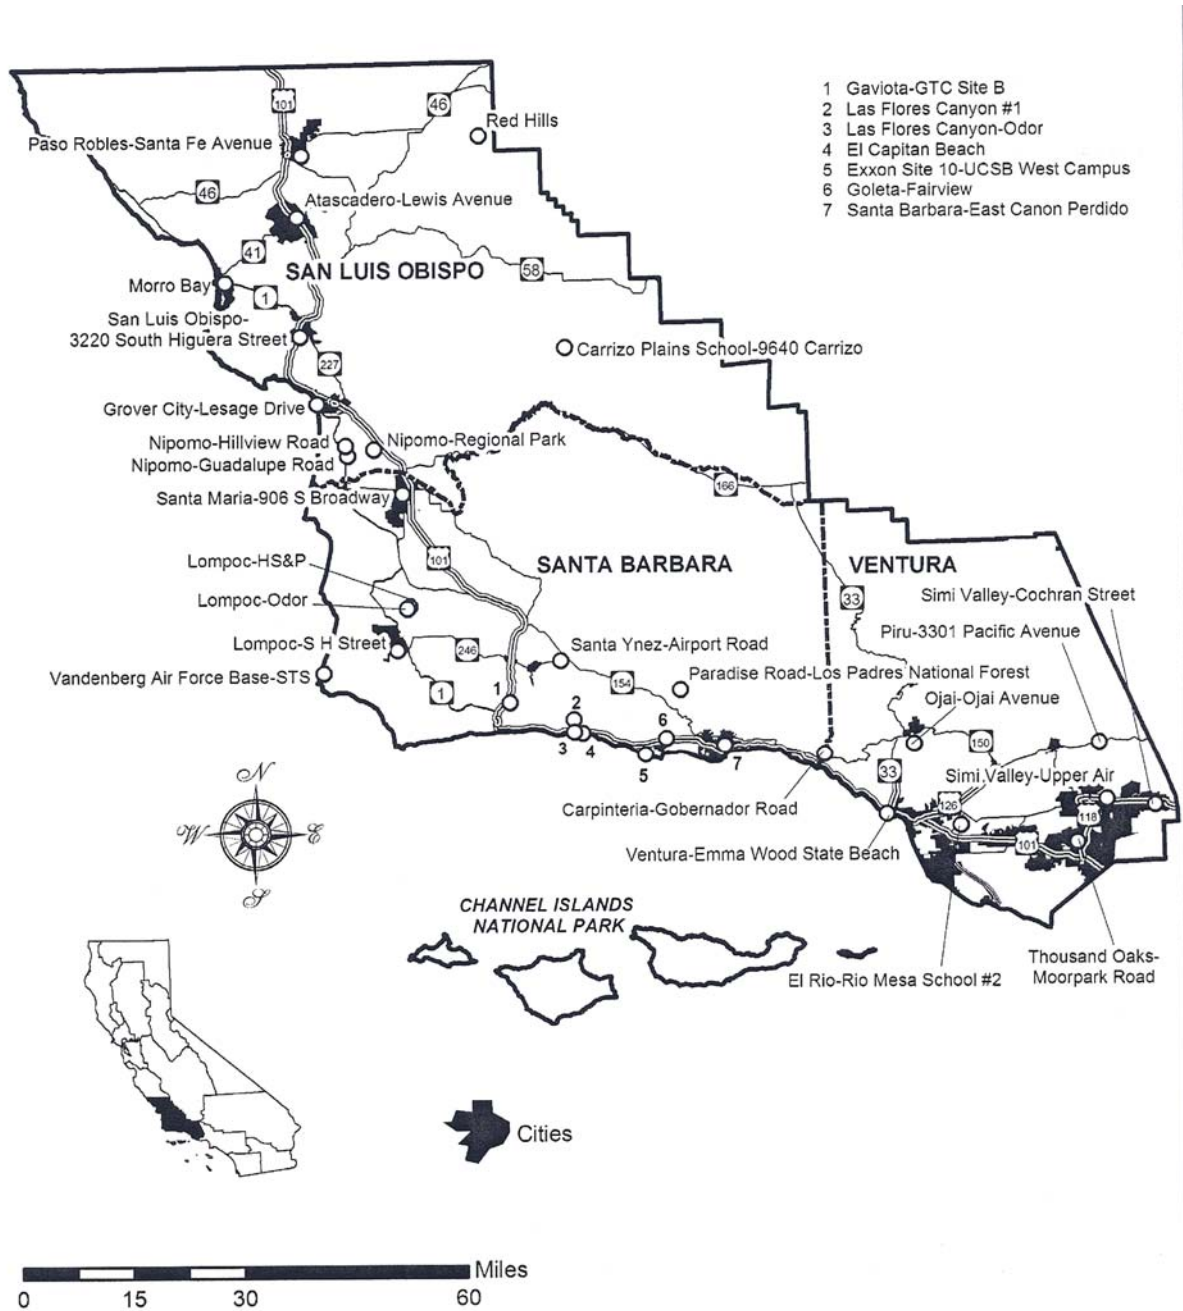 1 Gaviota-GTC Site B
2 Las Flores Canyon #1
3 Las Flores Canyon-Odor
4 El Capitan Beach
5 Exxon Site 10-UCSB West Campus
6 Goleta-Fairview
7 Santa Barbara-East Canon Perdido
101
46
Red Hills
Paso Robles-Santa Fe Avenue
46
Atascadero-Lewis Avenue
41
SAN LUIS OBISPO
58
Morro Bay
1
San Luis Obispo-
3220 South Higuera Street
Carrizo Plains School-9640 Carrizo
227
Grover City-Lesage Drive
Nipomo-Hillview Road
Nipomo-Regional Park
Nipomo-Guadalupe Road
166
Santa Maria-906 S Broadway
Lompoc-HS&P
101
SANTA BARBARA
VENTURA
Lompoc-Odor
33
Simi Valley-Cochran Street
Lompoc-S H Street
246
Santa Ynez-Airport Road
Piru-3301 Pacific Avenue
Vandenberg Air Force Base-STS
1
1
154
Paradise Road-Los Padres National Forest
Ojai-Ojai Avenue
2
3
4
6
5
7
150
33
Simi Valley-Upper Air
N
W
E
S
Carpinteria-Gobernador Road
126
118
101
Ventura-Emma Wood State Beach
CHANNEL ISLANDS
NATIONAL PARK
El Rio-Rio Mesa School #2
Thousand Oaks-
Moorpark Road
Cities
Miles
0 15 30 60